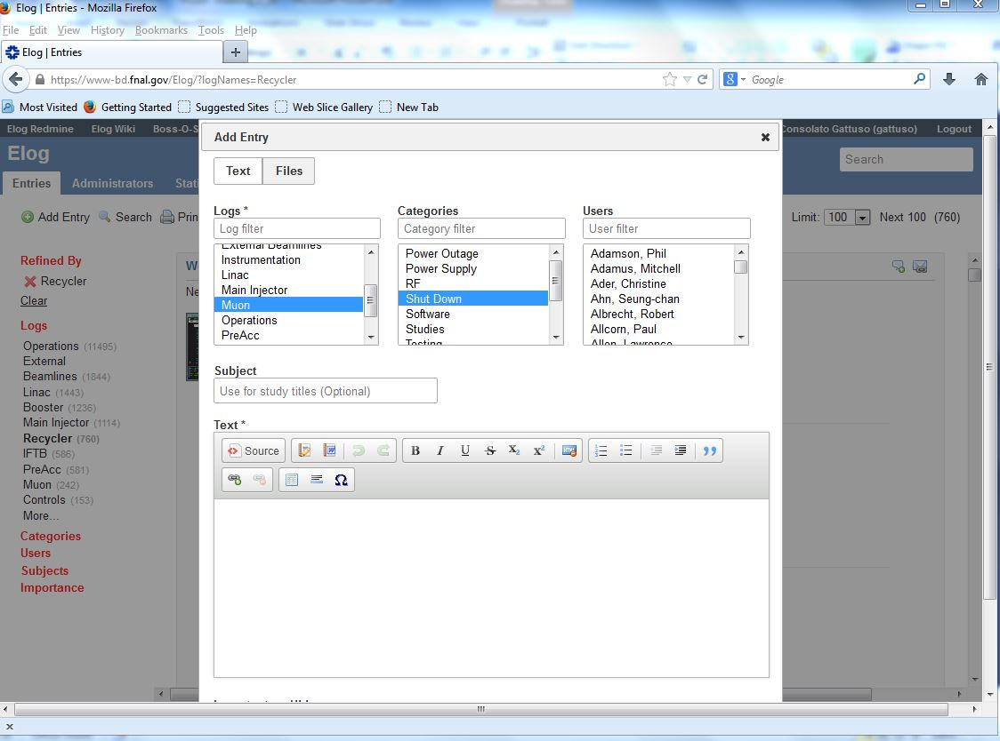 Elog | Entries - Mozilla Firefox
File Edit View History Bookmarks Tools Help
Elog | Entries
https://www-bd.fnal.gov/Elog/?logNames=Recycler
Google
Most Visited Getting Started Suggested Sites Web Slice Gallery New Tab
Elog Redmine Elog Wiki Boss-O-S
Consolato Gattuso (gattuso) Logout
Elog
Search
Entries Administrators Stati
Add Entry Search Prin
Limit: 100 Next 100 (760)
Refined By
Recycler
Clear
Logs
Operations (11495)
External
Beamlines (1844)
Linac (1443)
Booster (1236)
Main Injector (1114)
Recycler (760)
IFTB (586)
PreAcc (581)
Muon (242)
Controls (153)
More...
Categories
Users
Subjects
Importance
W
Ne
Add Entry
Text Files
Logs *
Log filter
External Beamlines
Instrumentation
Linac
Main Injector
Muon
Operations
PreAcc
Categories
Category filter
Power Outage
Power Supply
RF
Shut Down
Software
Studies
Testing
Users
User filter
Adamson, Phil
Adamus, Mitchell
Ader, Christine
Ahn, Seung-chan
Albrecht, Robert
Allcorn, Paul
Allen, Lawrence
Subject
Use for study titles (Optional)
Text *
Source B I U S X2 X2
Ω